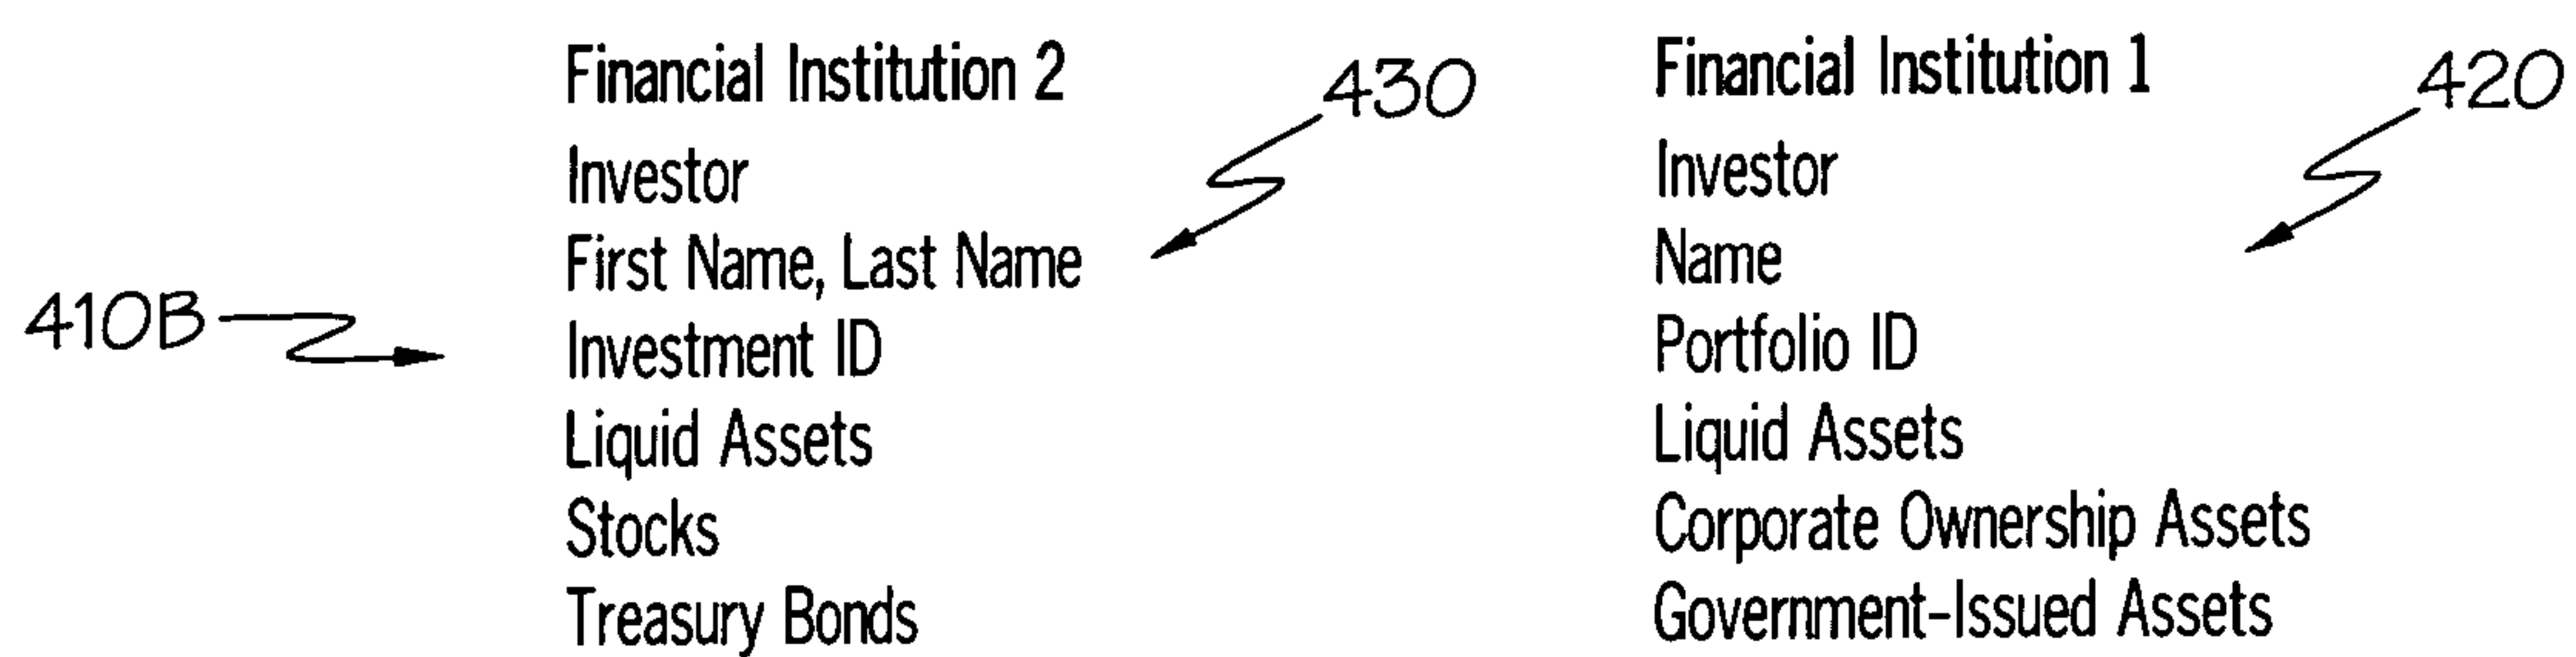 Financial Institution 2
430
Investor
First Name, Last Name
410B
Investment ID
Liquid Assets
Stocks
Treasury Bonds
Financial Institution 1
420
Investor
Name
Portfolio ID
Liquid Assets
Corporate Ownership Assets
Government-Issued Assets